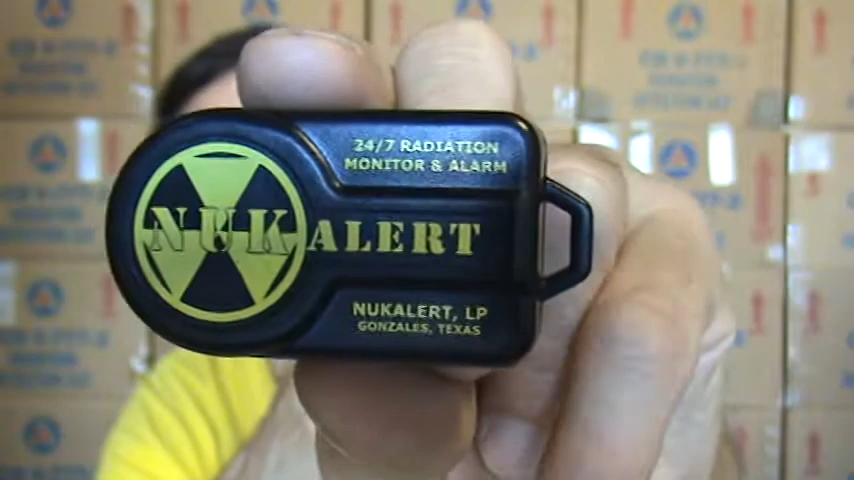 24/7 RADIATION
MONITOR & ALARM
NUKALERT
NUKALERT, LP
GONZALES, TEXAS